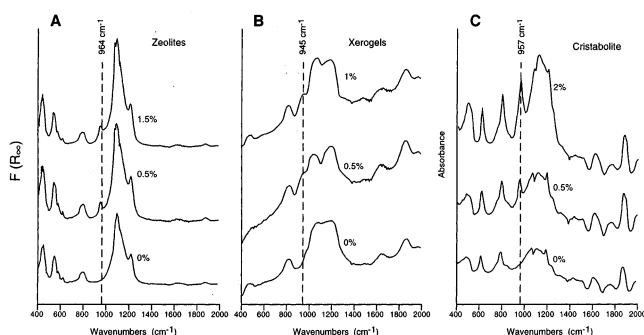 A
Zeolites
964 cm-1
1.5%
0.5%
0%
F (R∞)
400 600 800 1000 1200 1400 1600 1800 2000
Wavenumbers (cm-1)
B
Xerogels
945 cm-1
1%
0.5%
0%
400 600 800 1000 1200 1400 1600 1800 2000
Wavenumbers (cm-1)
C
Cristabolite
957 cm-1
2%
0.5%
0%
Absorbance
400 600 800 1000 1200 1400 1600 1800 2000
Wavenumbers (cm-1)